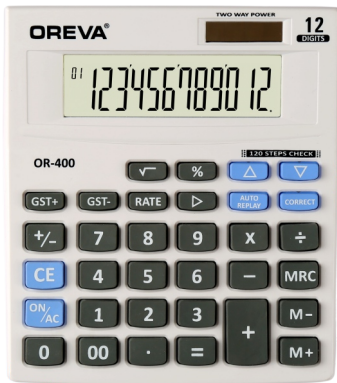 TWO WAY POWER
OREVA®
12
DIGITS
01
123456789012.
120 STEPS CHECK
OR-400
√ % △ ▽
GST+ GST- RATE ▷ AUTO REPLAY CORRECT
+/− 7 8 9 X ÷
CE 4 5 6 − MRC
ON/AC 1 2 3 + M−
0 00 · = M+